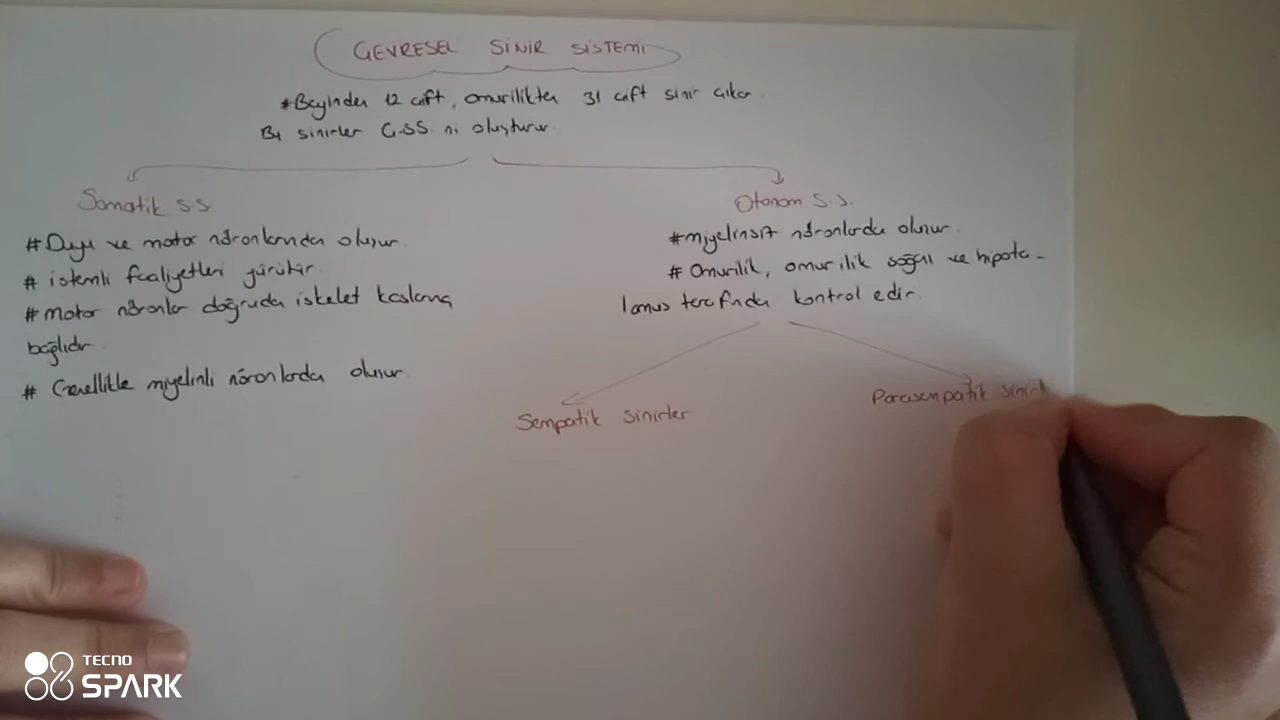 ÇEVRESEL SİNİR SİSTEMİ
* Beyinden 12 çift, omurilikten 31 çift sinir çıkar.
Bu sinirler Ç.S.S. ni oluşturur.
Somatik S.S.
# Duyu ve motor nöronlarından oluşur.
# istemli faaliyetleri yürütür.
# motor nöronlar doğrudan iskelet kaslarına
bağlıdır.
# Genellikle miyelinli nöronlardan oluşur.
Otonom S.S.
# miyelinsiz nöronlardan oluşur.
# Omurilik, omurilik soğanı ve hipota-
lamus tarafından kontrol edilir.
Sempatik Sinirler
Parasempatik Sinirl
TECNO
SPARK